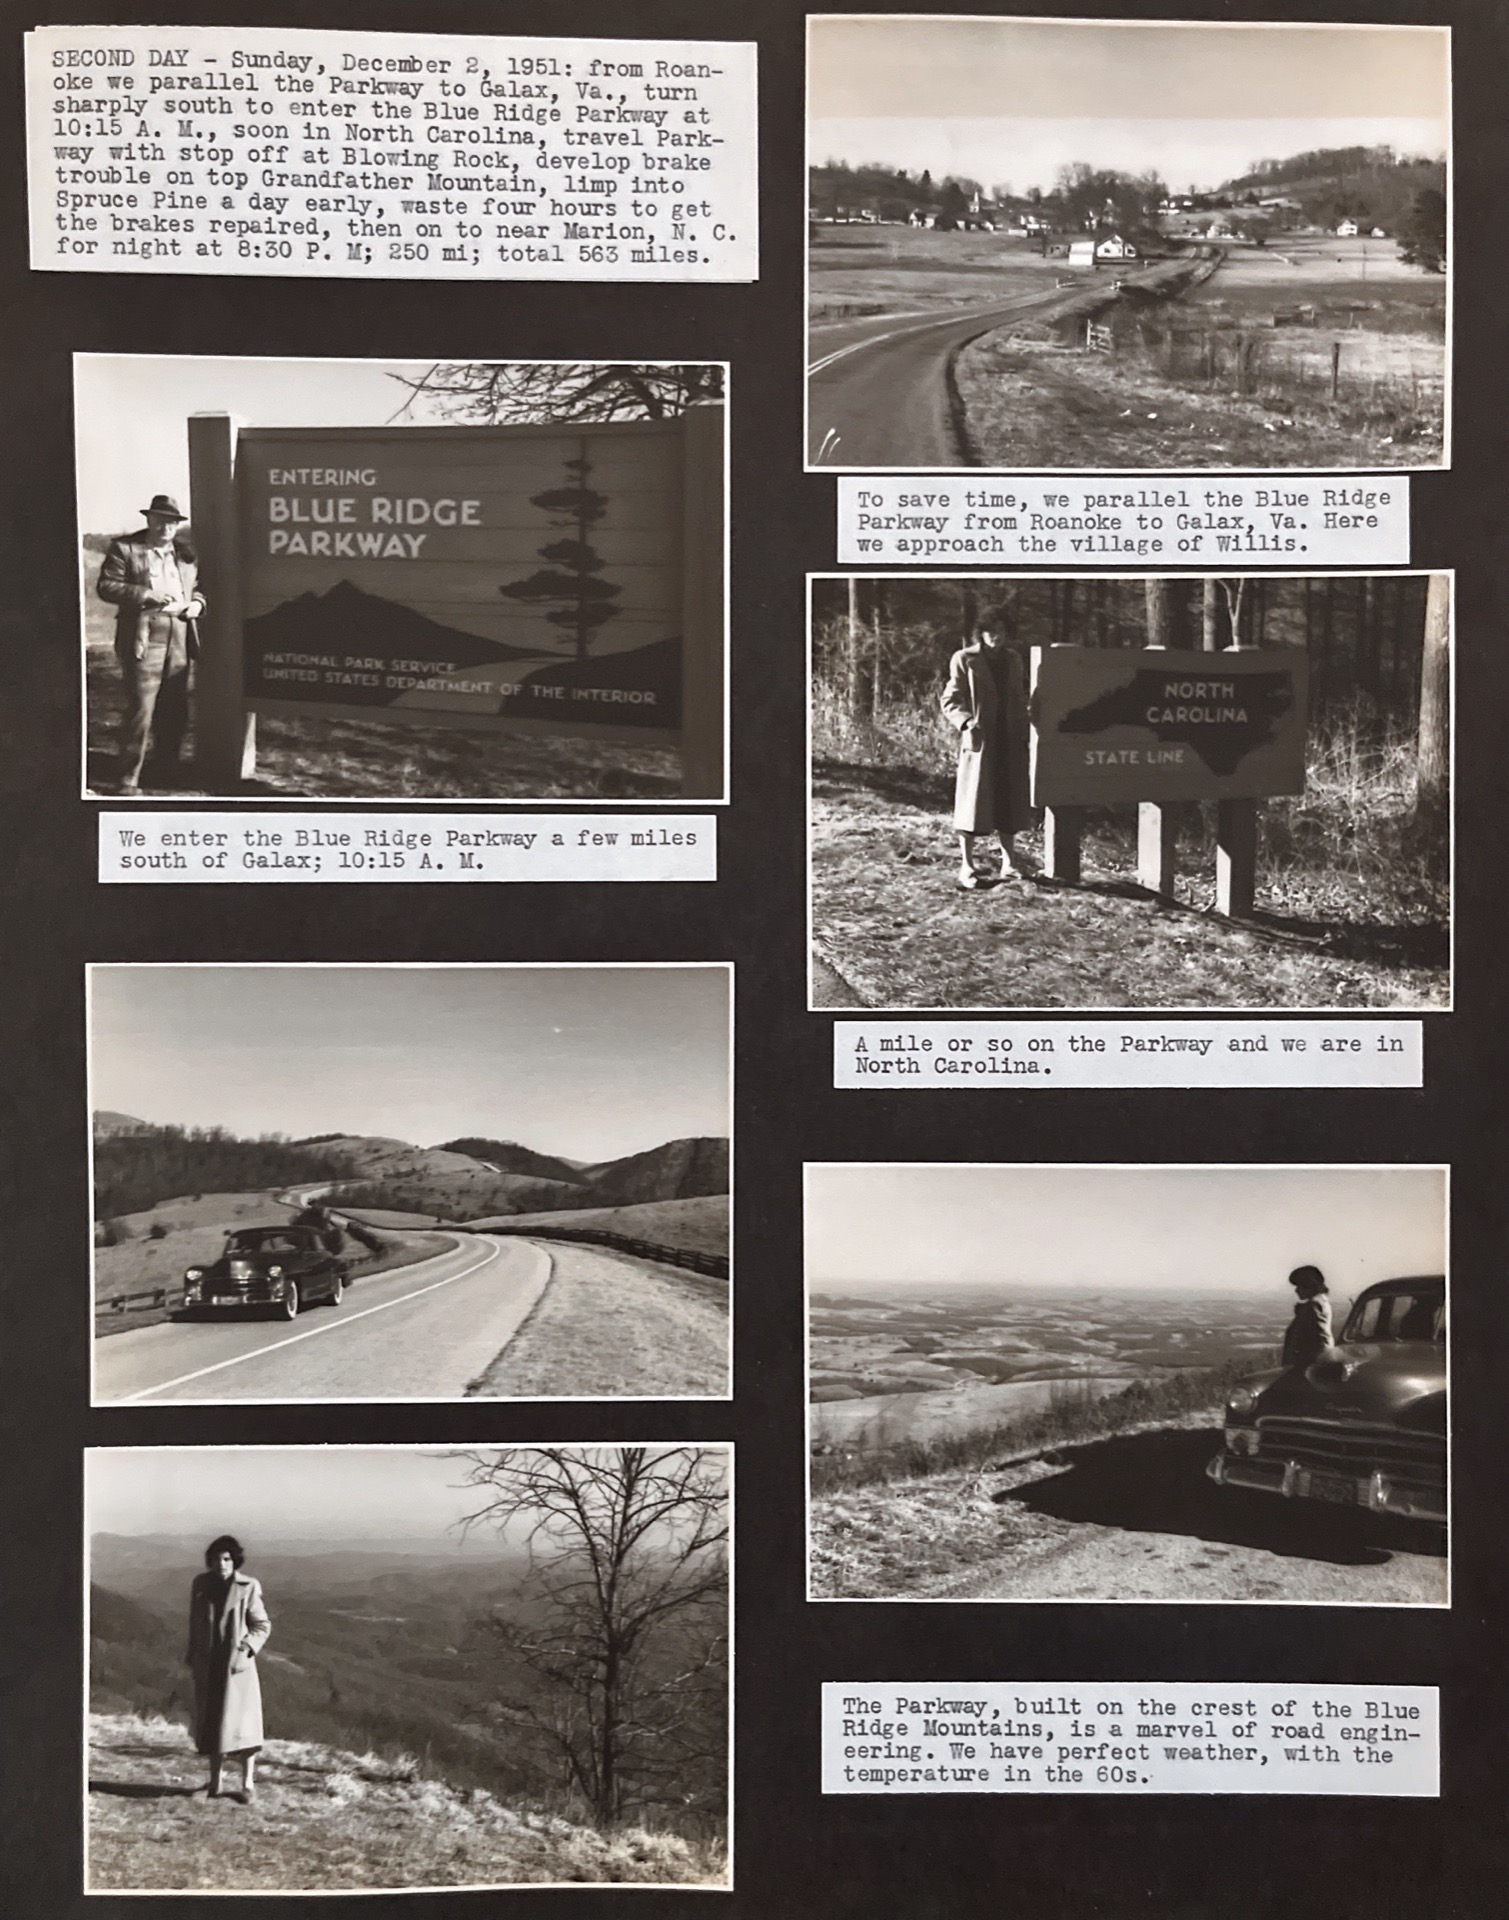 SECOND DAY - Sunday, December 2, 1951: from Roan-
oke we parallel the Parkway to Galax, Va., turn
sharply south to enter the Blue Ridge Parkway at
10:15 A. M., soon in North Carolina, travel Park-
way with stop off at Blowing Rock, develop brake
trouble on top Grandfather Mountain, limp into
Spruce Pine a day early, waste four hours to get
the brakes repaired, then on to near Marion, N. C.
for night at 8:30 P. M; 250 mi; total 563 miles.
To save time, we parallel the Blue Ridge
Parkway from Roanoke to Galax, Va. Here
we approach the village of Willis.
ENTERING
BLUE RIDGE
PARKWAY
NATIONAL PARK SERVICE
UNITED STATES DEPARTMENT OF THE INTERIOR
We enter the Blue Ridge Parkway a few miles
south of Galax; 10:15 A. M.
NORTH
CAROLINA
STATE LINE
A mile or so on the Parkway and we are in
North Carolina.
The Parkway, built on the crest of the Blue
Ridge Mountains, is a marvel of road engin-
eering. We have perfect weather, with the
temperature in the 60s.